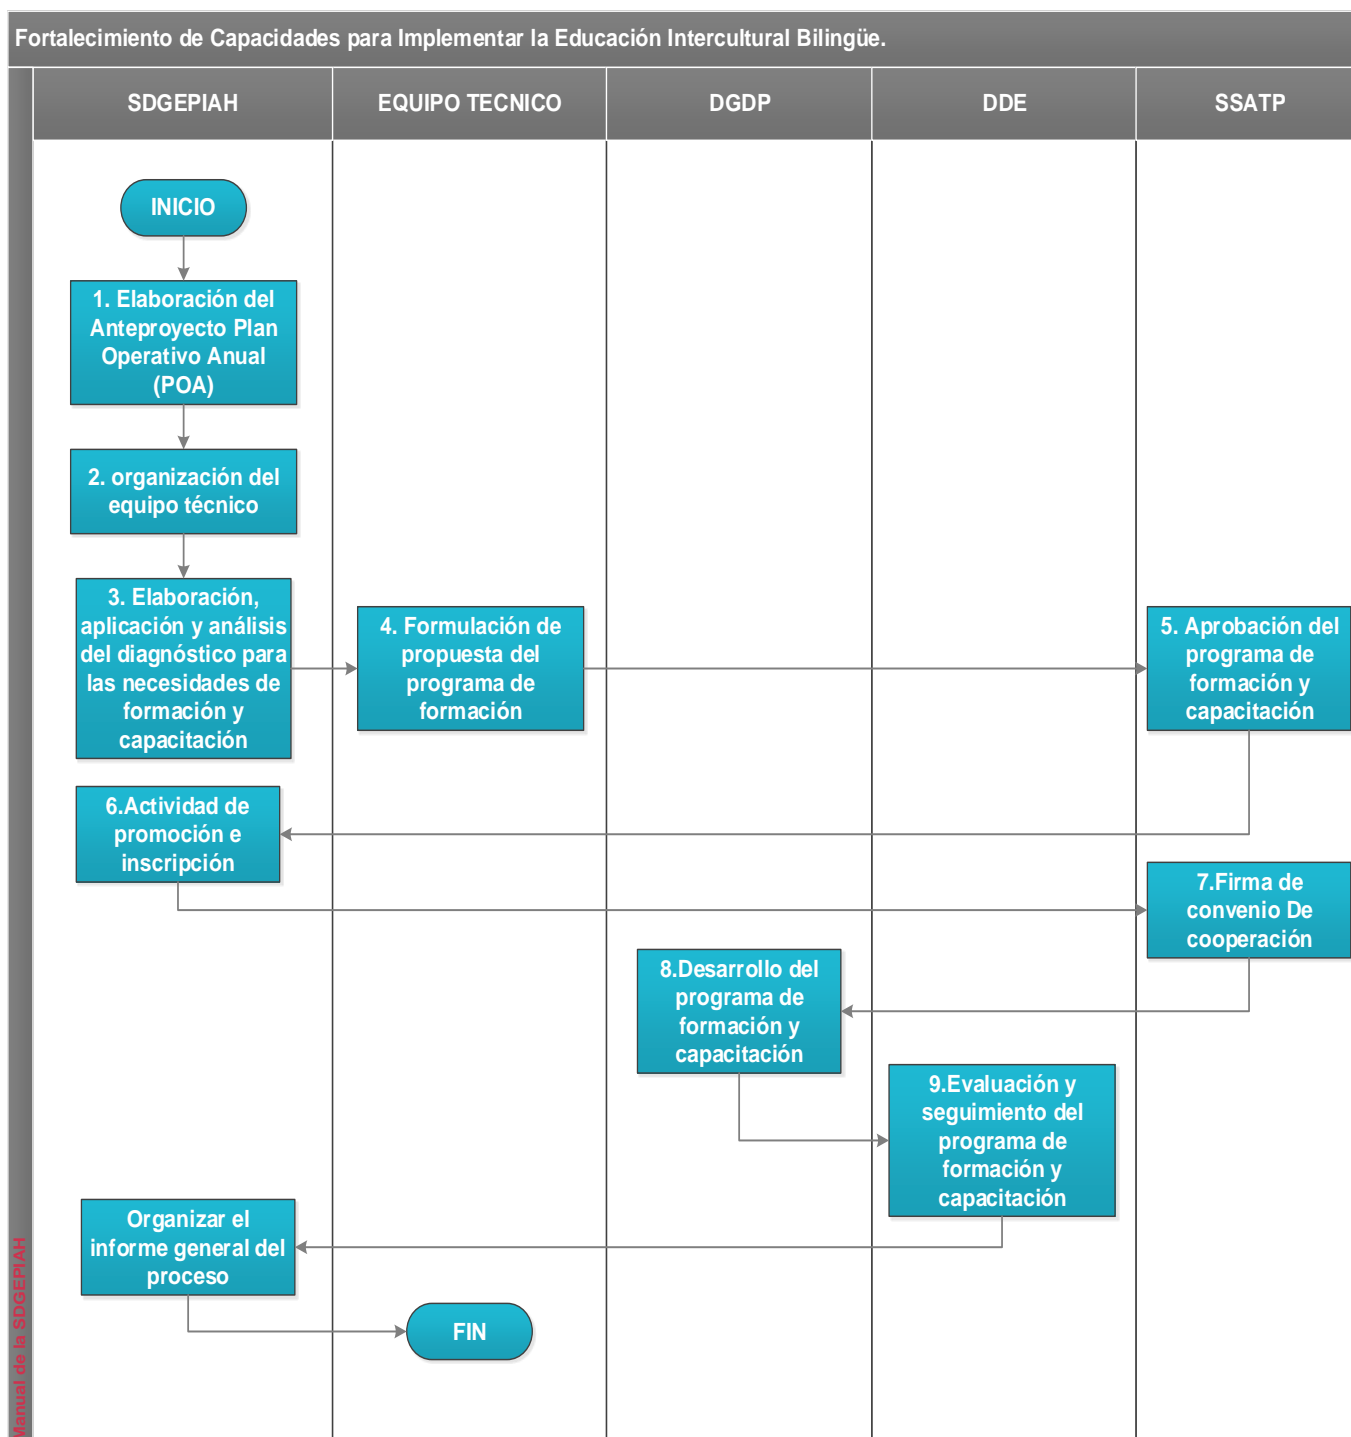 Fortalecimiento de Capacidades para Implementar la Educación Intercultural Bilingüe.
SDGEPIAH
EQUIPO TECNICO
DGDP
DDE
SSATP
INICIO
1. Elaboración del
Anteproyecto Plan
Operativo Anual
(POA)
2. organización del
equipo técnico
3. Elaboración,
aplicación y análisis
del diagnóstico para
las necesidades de
formación y
capacitación
4. Formulación de
propuesta del
programa de
formación
5. Aprobación del
programa de
formación y
capacitación
6.Actividad de
promoción e
inscripción
7.Firma de
convenio De
cooperación
8.Desarrollo del
programa de
formación y
capacitación
9.Evaluación y
seguimiento del
programa de
formación y
capacitación
Organizar el
informe general del
proceso
FIN
Manual de la SDGEPIAH